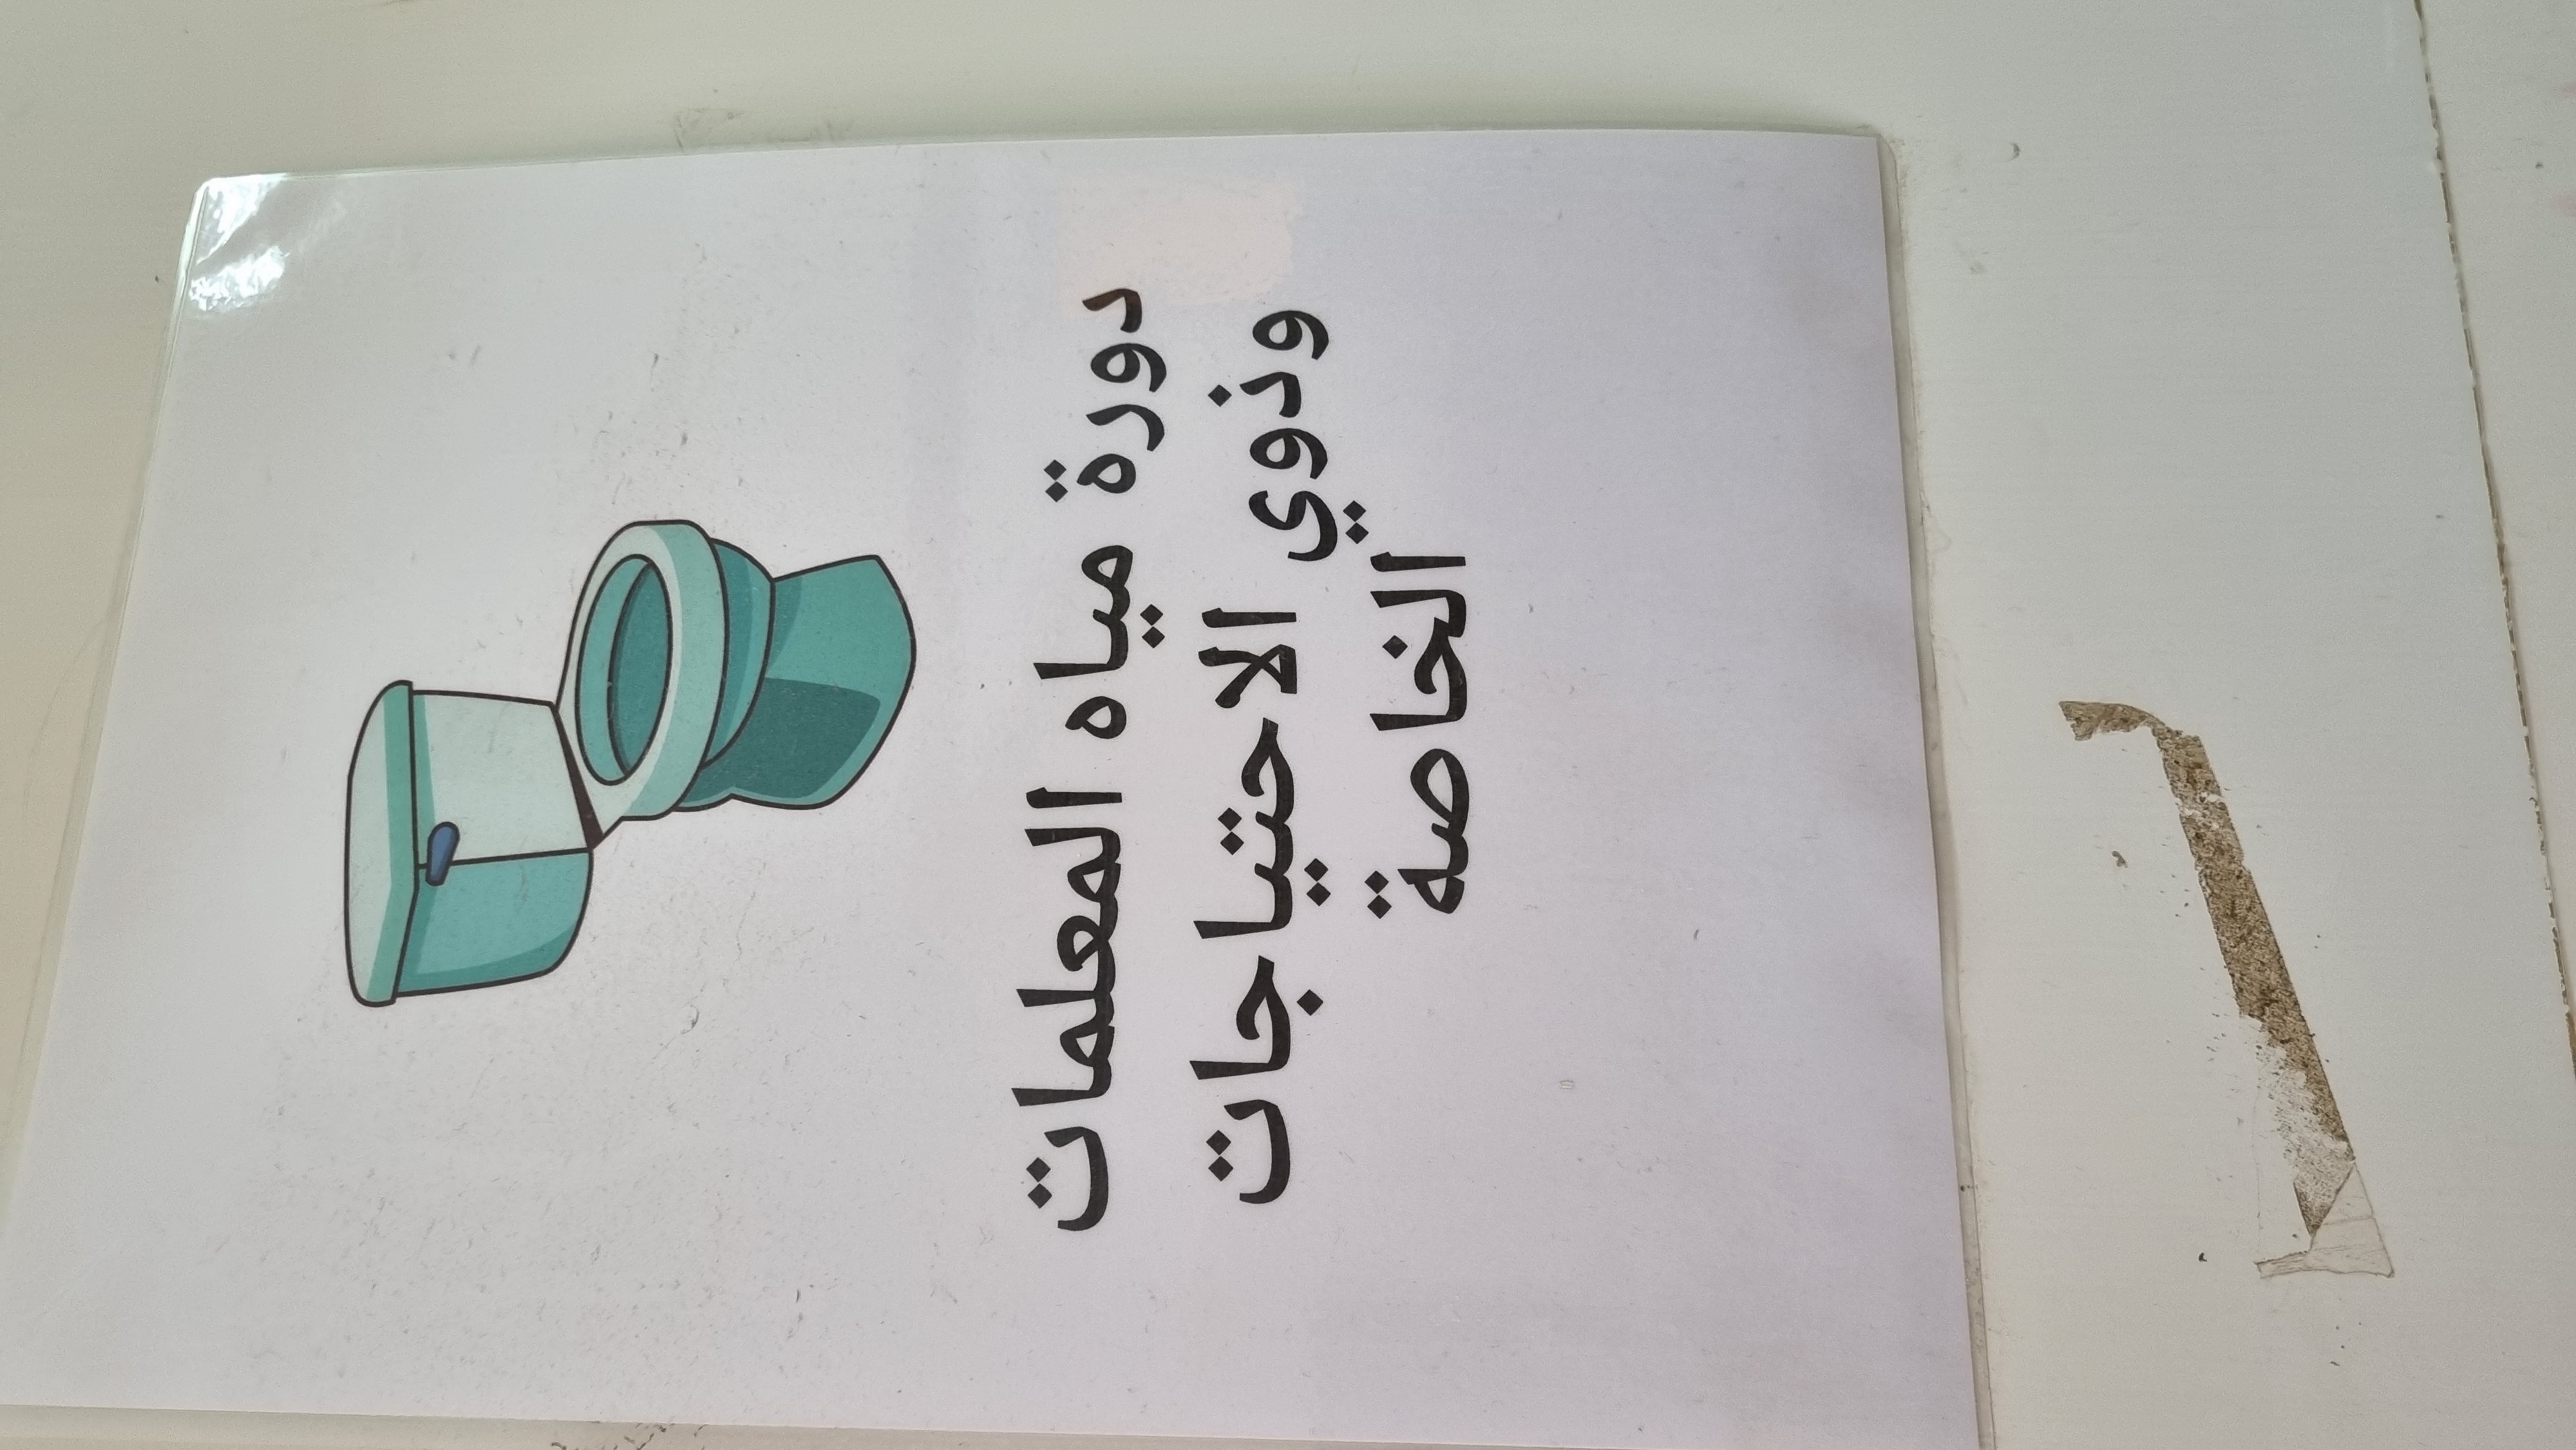 دورة مياه المعلمات
وذوي الاحتياجات
الخاصة